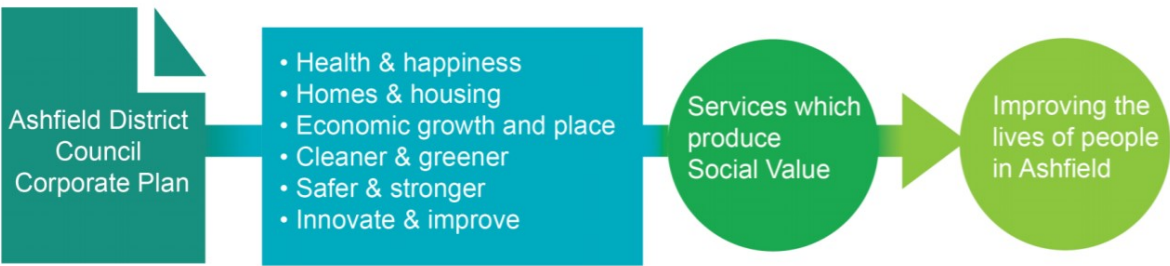 Ashfield District
Council
Corporate Plan
• Health & happiness
• Homes & housing
• Economic growth and place
• Cleaner & greener
• Safer & stronger
• Innovate & improve
Services which
produce
Social Value
Improving the
lives of people
in Ashfield